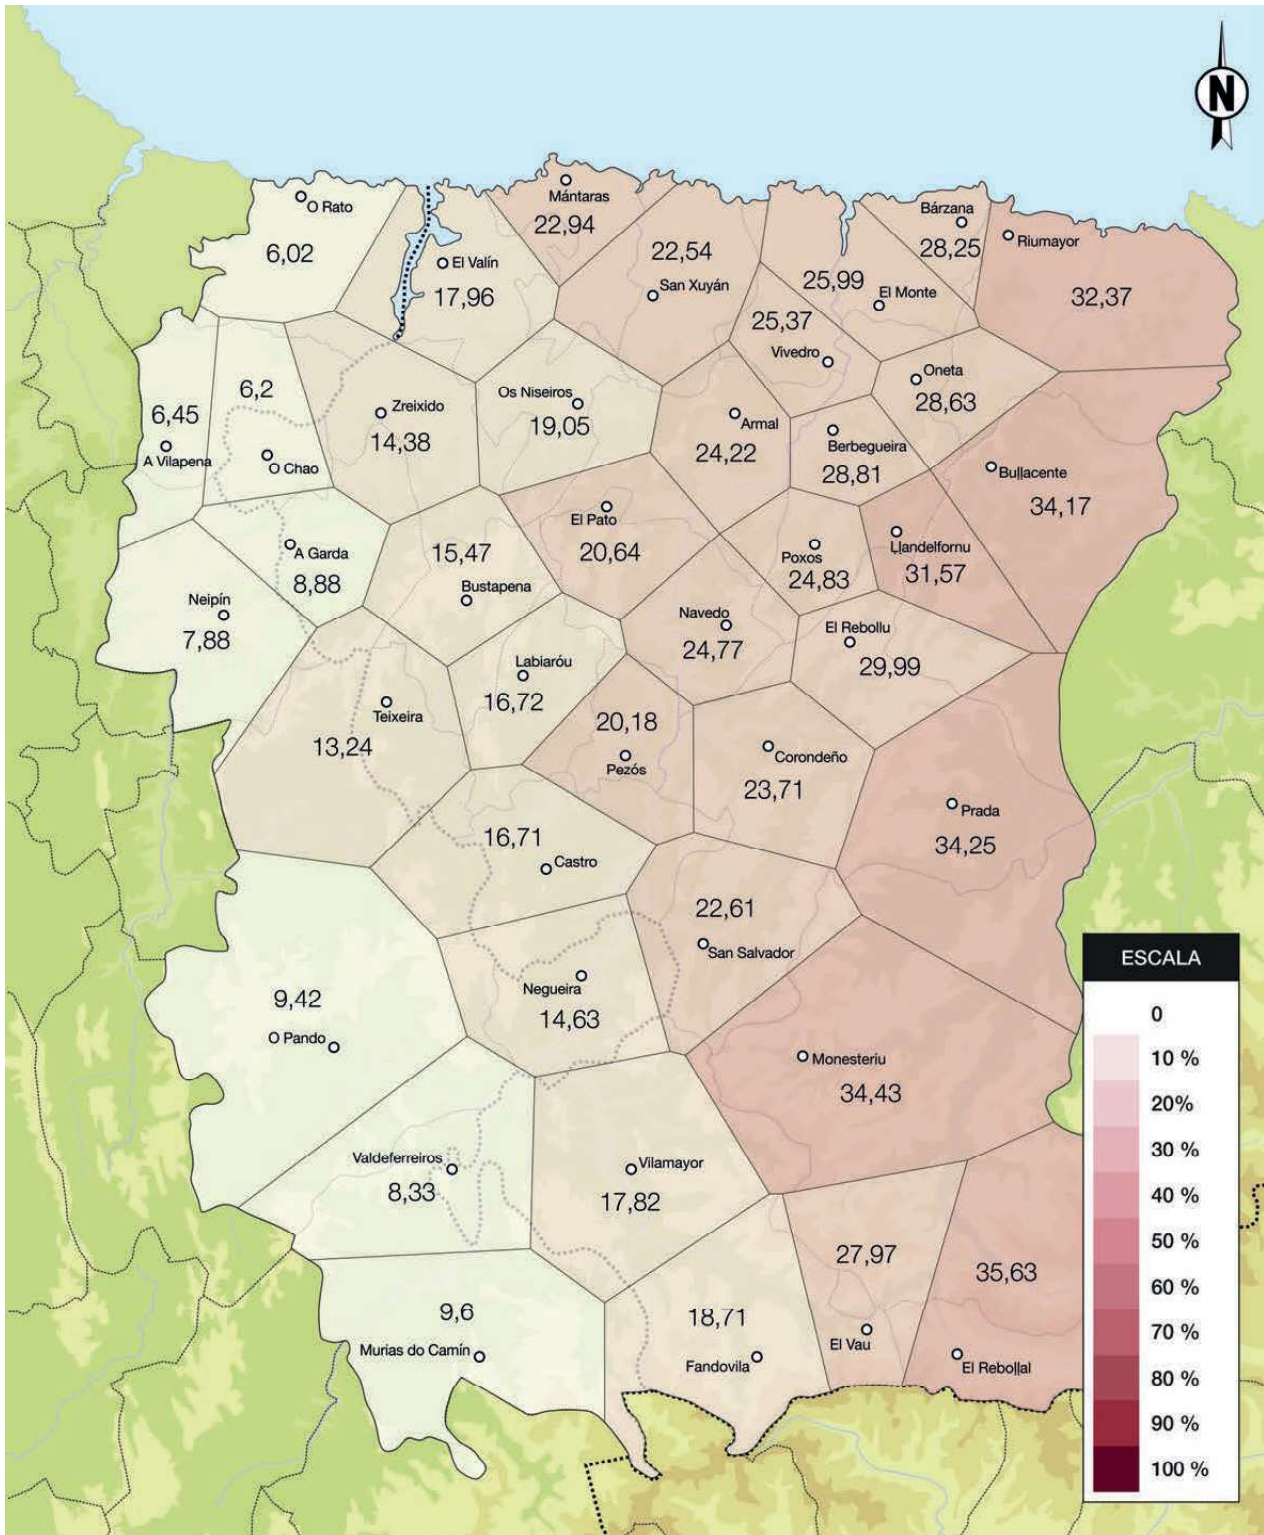 N
Mántaras
22,94
O Rato
6,02
Bárzana
28,25
Riumayor
32,37
El Valín
17,96
22,54
San Xuyán
25,99
El Monte
25,37
Vivedro
Oneta
28,63
6,2
O Chao
6,45
A Vilapena
Zreixido
14,38
Os Niseiros
19,05
Armal
24,22
Berbegueira
28,81
Buḷḷacente
34,17
El Pato
20,64
A Garda
8,88
15,47
Bustapena
Poxos
24,83
Ḷḷandelfornu
31,57
Neipín
7,88
Navedo
24,77
El Rebollu
29,99
Labiaróu
16,72
Teixeira
13,24
20,18
Pezós
Corondeño
23,71
Prada
34,25
16,71
Castro
22,61
San Salvador
Negueira
14,63
9,42
O Pando
Monesteriu
34,43
Valdeferreiros
8,33
Vilamayor
17,82
27,97
El Vau
35,63
El Reboḷḷal
9,6
Murias do Camín
18,71
Fandovila
ESCALA
0
10 %
20%
30 %
40 %
50 %
60 %
70 %
80 %
90 %
100 %